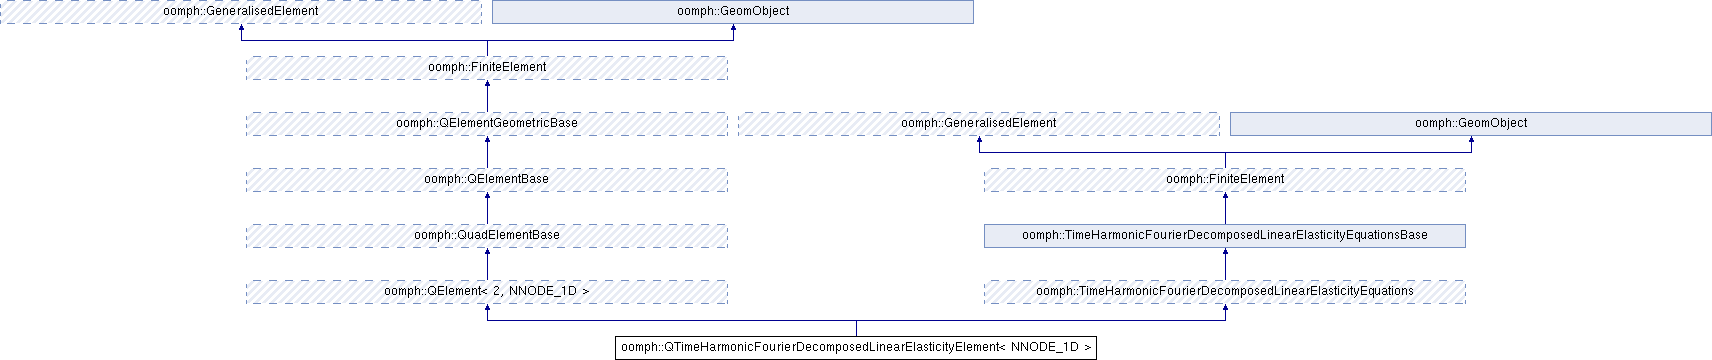 oomph::GeneralisedElement
oomph::GeomObject
oomph::FiniteElement
oomph::QElementGeometricBase
oomph::GeneralisedElement
oomph::GeomObject
oomph::QElementBase
oomph::FiniteElement
oomph::QuadElementBase
oomph::TimeHarmonicFourierDecomposedLinearElasticityEquationsBase
oomph::QElement< 2, NNODE_1D >
oomph::TimeHarmonicFourierDecomposedLinearElasticityEquations
oomph::QTimeHarmonicFourierDecomposedLinearElasticityElement< NNODE_1D >